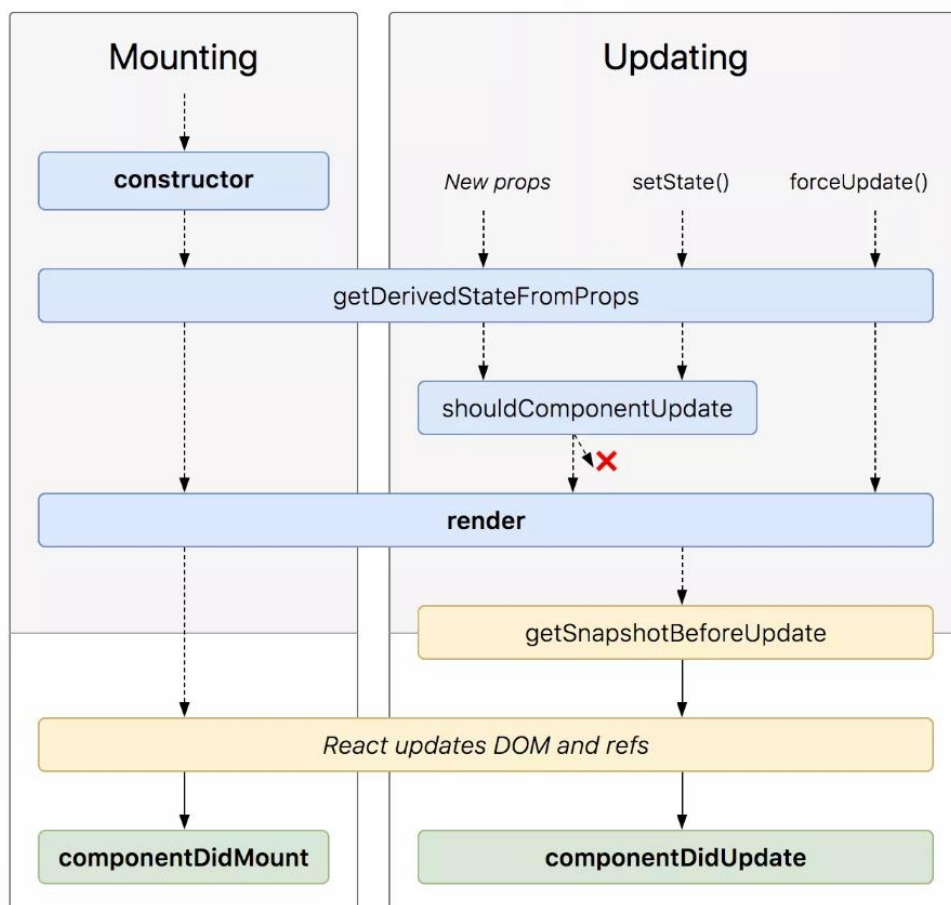 Mounting
Updating
constructor
New props
setState()
forceUpdate()
getDerivedStateFromProps
shouldComponentUpdate
render
getSnapshotBeforeUpdate
React updates DOM and refs
componentDidMount
componentDidUpdate